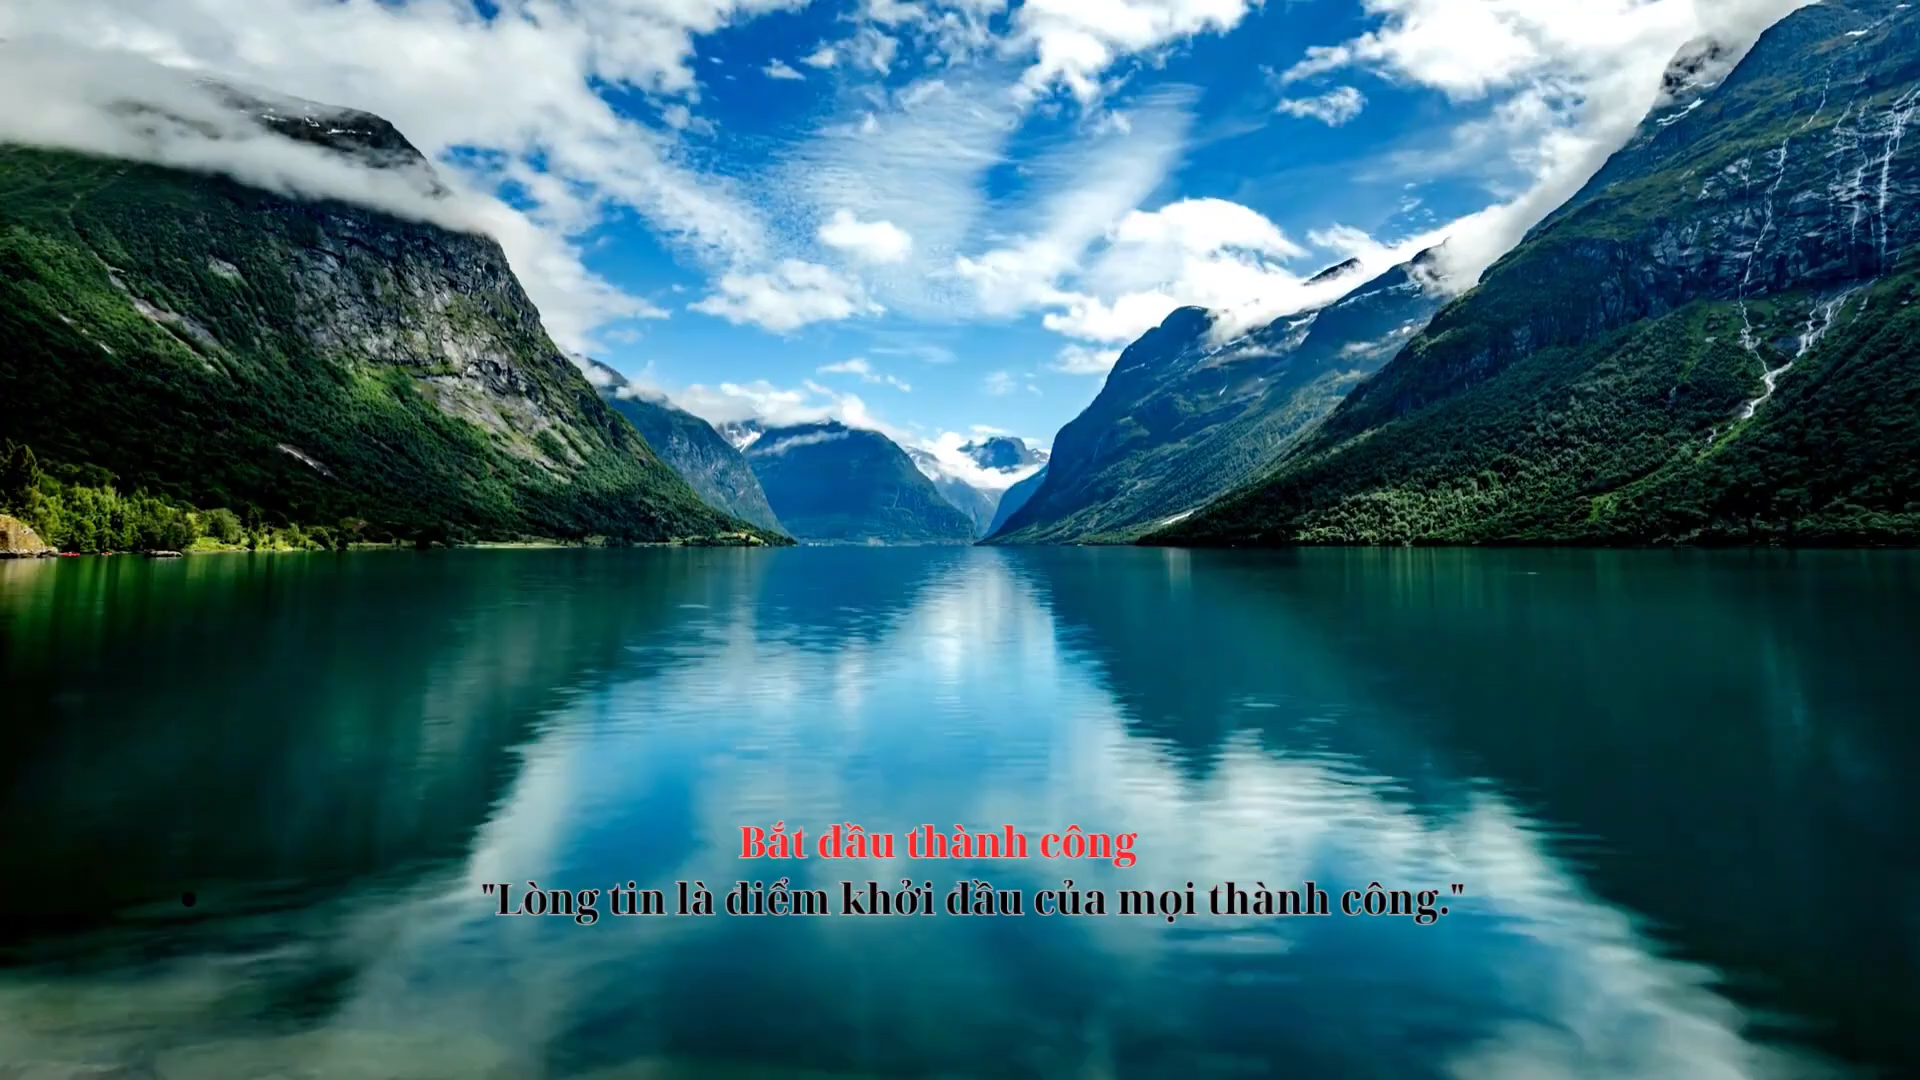 Bắt đầu thành công
"Lòng tin là điểm khởi đầu của mọi thành công."